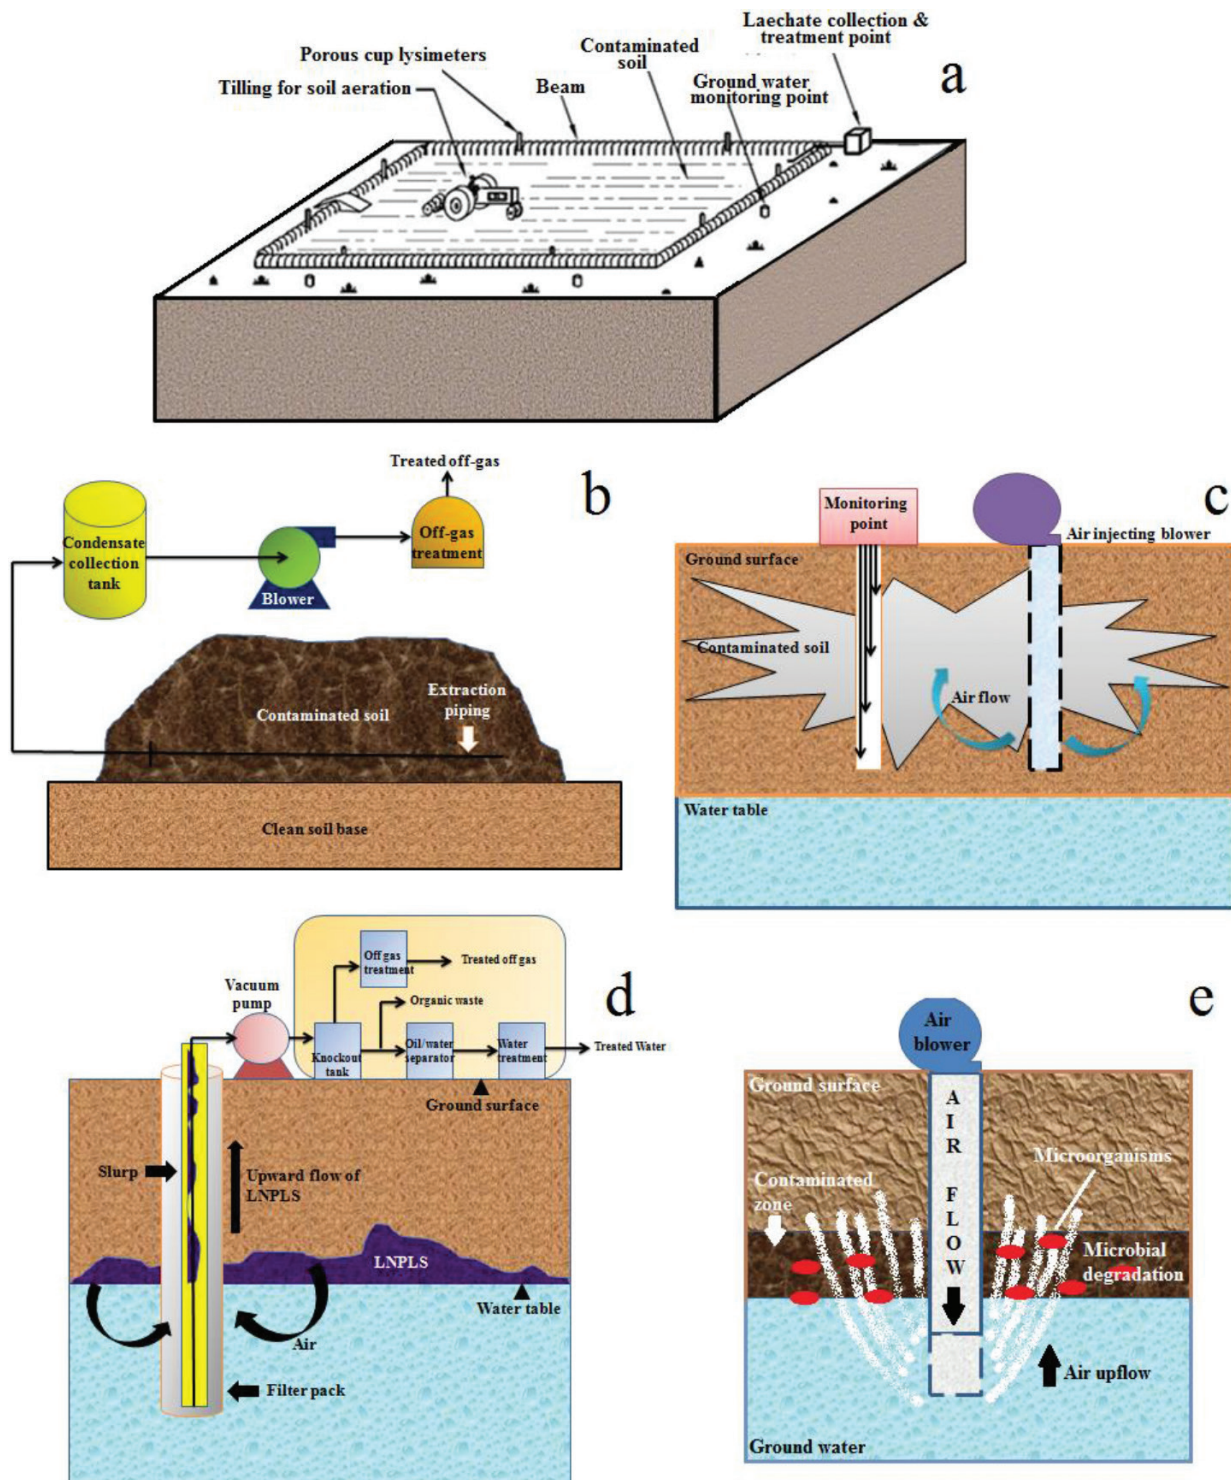 Laechate collection &
treatment point
a
Contaminated
soil
Porous cup lysimeters
Ground water
monitoring point
Tilling for soil aeration
Beam
Treated off-gas
b
Condensate
collection
tank
Off-gas
treatment
Blower
Extraction
piping
Contaminated soil
Clean soil base
Monitoring
point
c
Air injecting blower
Ground surface
Contaminated soil
Air flow
Water table
d
Off gas
treatment
Treated off gas
Vacuum
pump
Organic waste
Knockout
tank
Oil/water
separator
Water
treatment
Treated Water
Ground surface
Slurp
Upward flow of
LNPLS
LNPLS
Water table
Air
Filter pack
e
Air
blower
Ground surface
A
I
R
F
L
O
W
Microorganisms
Contaminated
zone
Microbial
degradation
Air upflow
Ground water